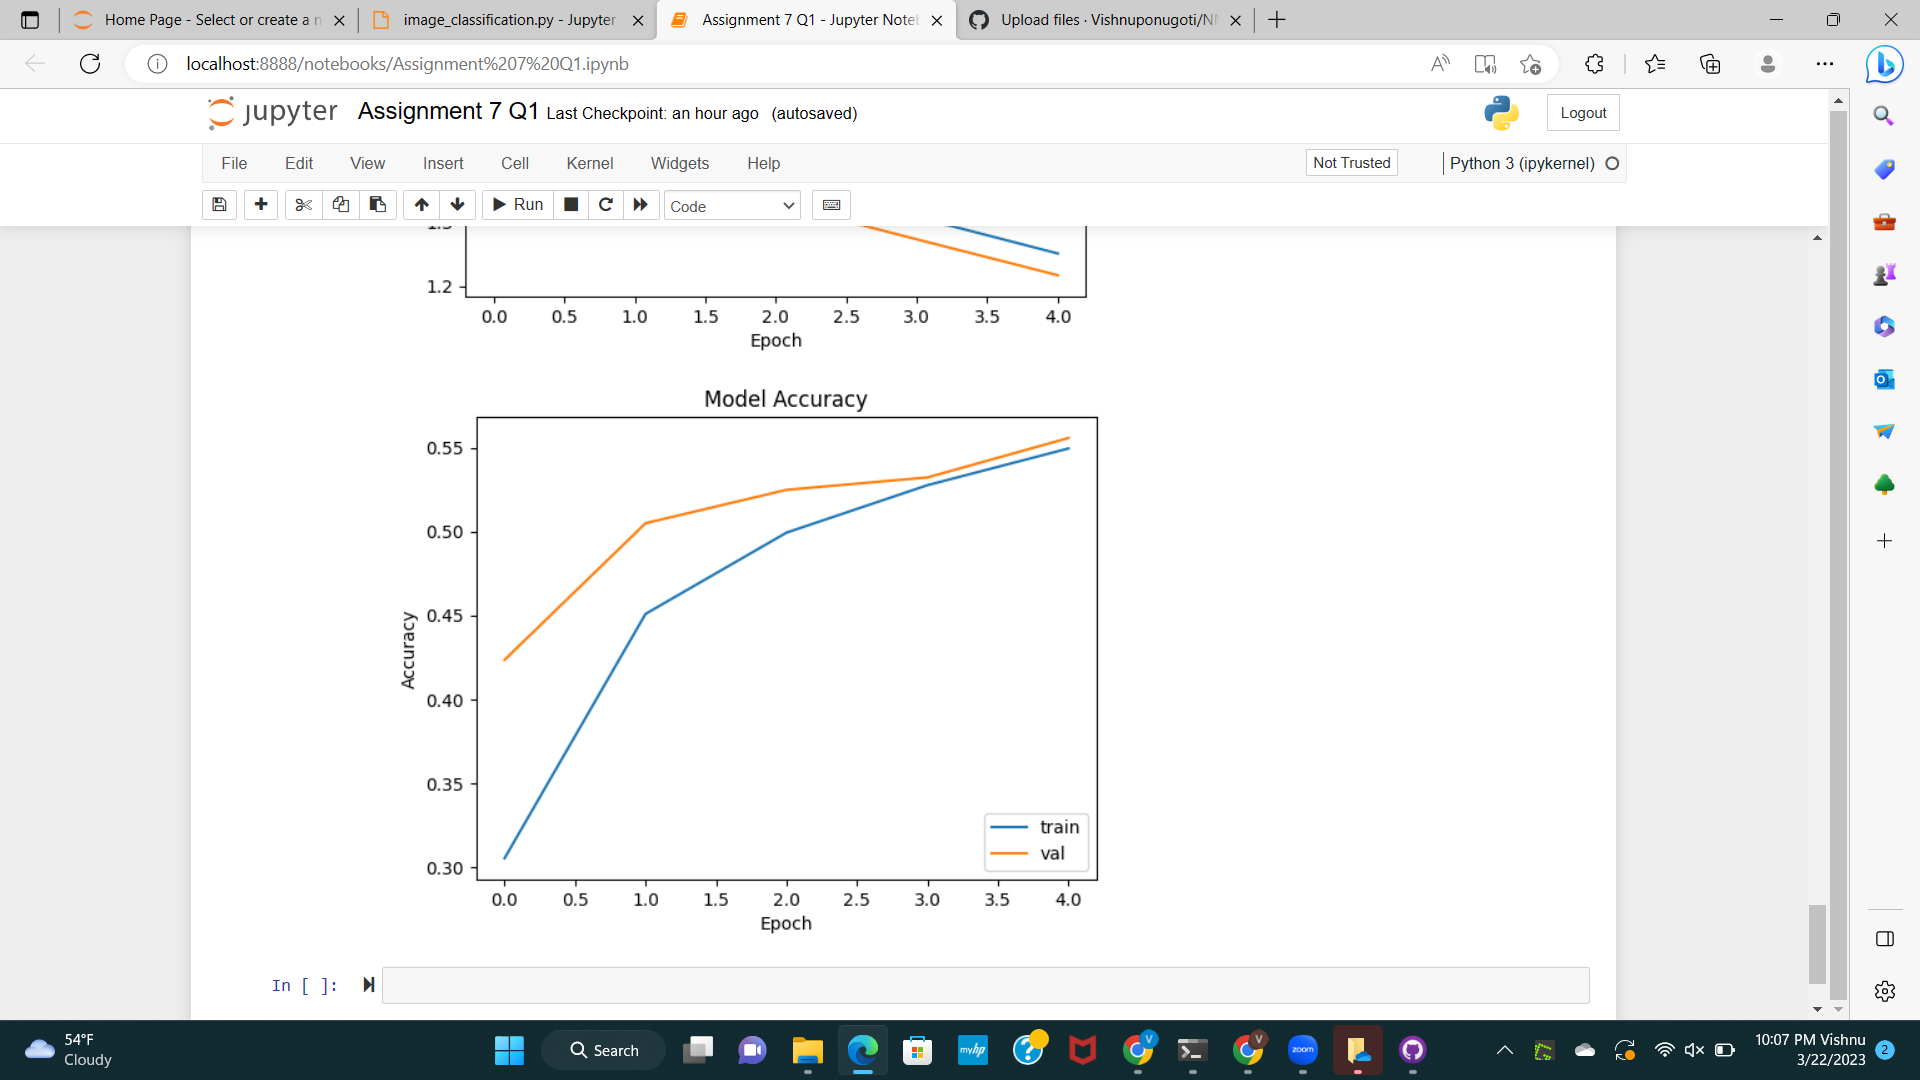 Home Page - Select or create a n
image_classification.py - Jupyter
Assignment 7 Q1 - Jupyter Note
Upload files · Vishnuponugoti/N
localhost:8888/notebooks/Assignment%207%20Q1.ipynb
jupyter Assignment 7 Q1 Last Checkpoint: an hour ago (autosaved)
Logout
File Edit View Insert Cell Kernel Widgets Help
Not Trusted
Python 3 (ipykernel)
Run
Code
1.2
0.0 0.5 1.0 1.5 2.0 2.5 3.0 3.5 4.0
Epoch
Model Accuracy
0.55
0.50
0.45
0.40
0.35
0.30
Accuracy
train
val
0.0 0.5 1.0 1.5 2.0 2.5 3.0 3.5 4.0
Epoch
In [ ]:
54°F
Cloudy
Search
myhp
zoom
10:07 PM Vishnu
3/22/2023
2